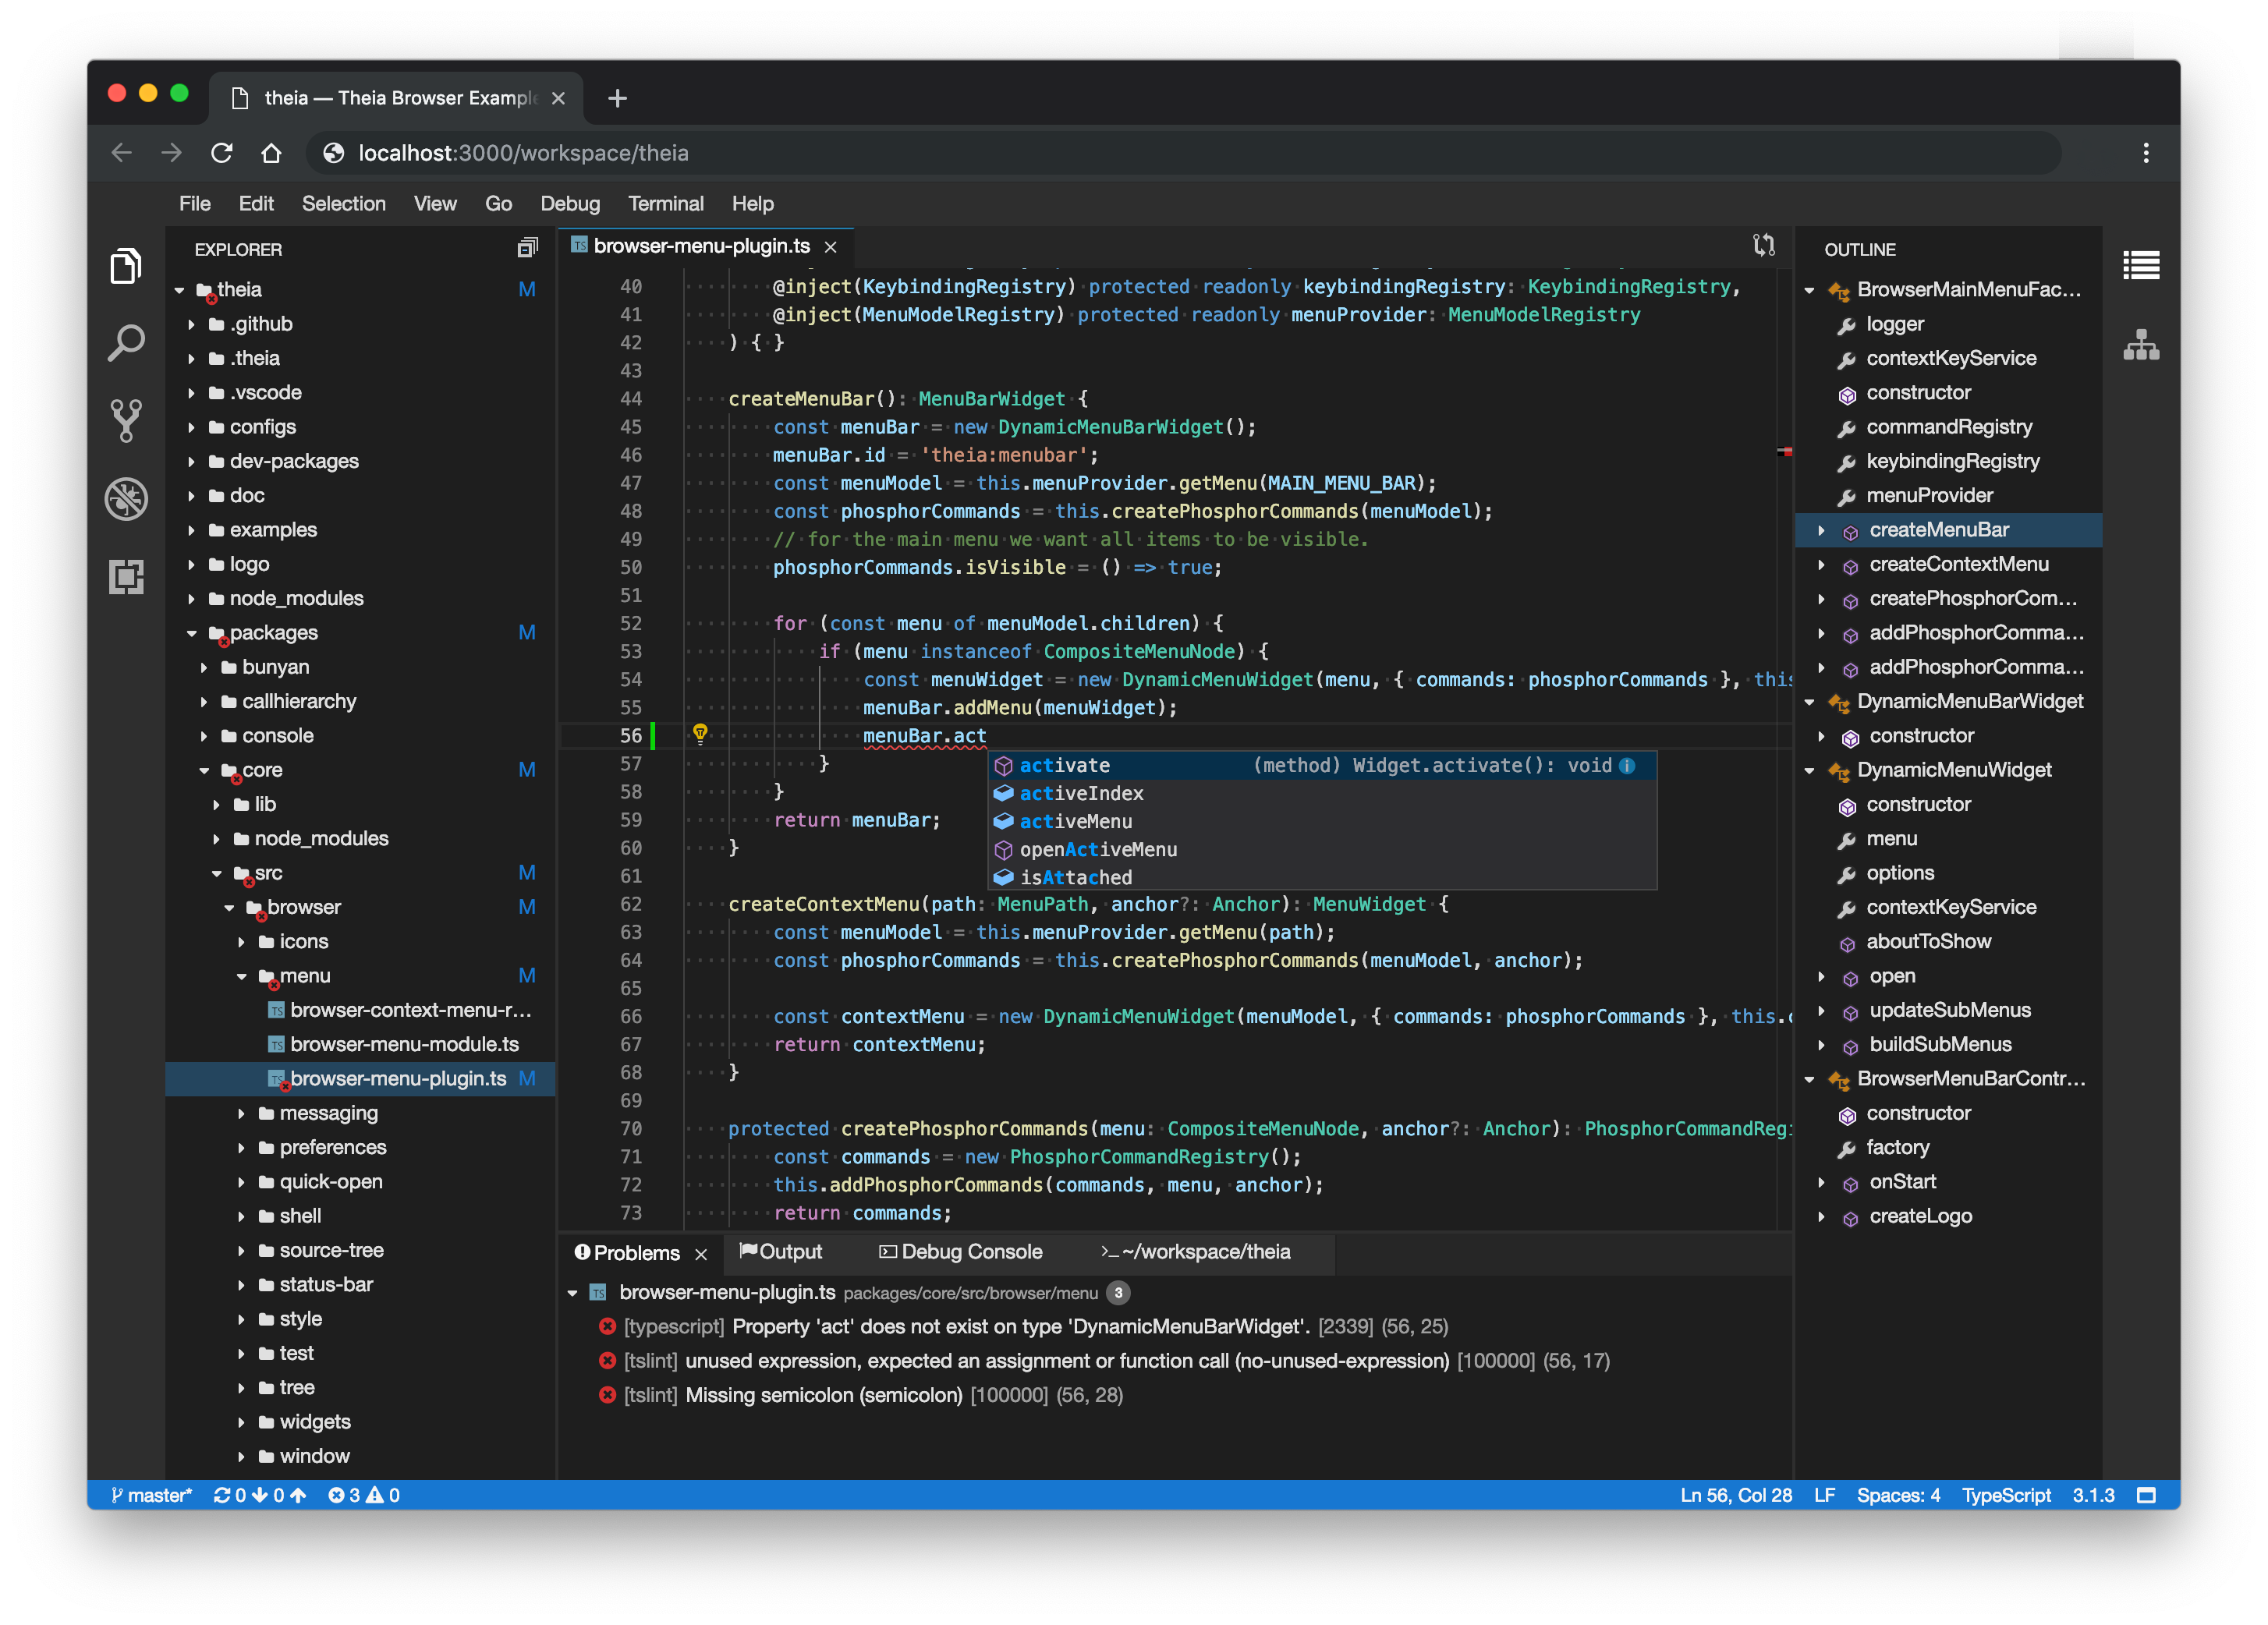 theia — Theia Browser Example
localhost:3000/workspace/theia
File Edit Selection View Go Debug Terminal Help
EXPLORER
theia M
.github
.theia
.vscode
configs
dev-packages
doc
examples
logo
node_modules
packages M
bunyan
callhierarchy
console
core M
lib
node_modules
src M
browser M
icons
menu M
TS browser-context-menu-r...
TS browser-menu-module.ts
TS browser-menu-plugin.ts M
messaging
preferences
quick-open
shell
source-tree
status-bar
style
test
tree
widgets
window
TS browser-menu-plugin.ts
40 @inject(KeybindingRegistry) protected readonly keybindingRegistry: KeybindingRegistry,
41 @inject(MenuModelRegistry) protected readonly menuProvider: MenuModelRegistry
42 ) { }
43
44 createMenuBar(): MenuBarWidget {
45 const menuBar = new DynamicMenuBarWidget();
46 menuBar.id = 'theia:menubar';
47 const menuModel = this.menuProvider.getMenu(MAIN_MENU_BAR);
48 const phosphorCommands = this.createPhosphorCommands(menuModel);
49 // for the main menu we want all items to be visible.
50 phosphorCommands.isVisible = () => true;
51
52 for (const menu of menuModel.children) {
53 if (menu instanceof CompositeMenuNode) {
54 const menuWidget = new DynamicMenuWidget(menu, { commands: phosphorCommands }, this
55 menuBar.addMenu(menuWidget);
56 menuBar.act
57 }
58 }
59 return menuBar;
60 }
61
62 createContextMenu(path: MenuPath, anchor?: Anchor): MenuWidget {
63 const menuModel = this.menuProvider.getMenu(path);
64 const phosphorCommands = this.createPhosphorCommands(menuModel, anchor);
65
66 const contextMenu = new DynamicMenuWidget(menuModel, { commands: phosphorCommands }, this.
67 return contextMenu;
68 }
69
70 protected createPhosphorCommands(menu: CompositeMenuNode, anchor?: Anchor): PhosphorCommandRegi
71 const commands = new PhosphorCommandRegistry();
72 this.addPhosphorCommands(commands, menu, anchor);
73 return commands;
activate (method) Widget.activate(): void
activeIndex
activeMenu
openActiveMenu
isAttached
Problems Output Debug Console ~/workspace/theia
TS browser-menu-plugin.ts packages/core/src/browser/menu 3
[typescript] Property 'act' does not exist on type 'DynamicMenuBarWidget'. [2339] (56, 25)
[tslint] unused expression, expected an assignment or function call (no-unused-expression) [100000] (56, 17)
[tslint] Missing semicolon (semicolon) [100000] (56, 28)
OUTLINE
BrowserMainMenuFac...
logger
contextKeyService
constructor
commandRegistry
keybindingRegistry
menuProvider
createMenuBar
createContextMenu
createPhosphorCom...
addPhosphorComma...
addPhosphorComma...
DynamicMenuBarWidget
constructor
DynamicMenuWidget
constructor
menu
options
contextKeyService
aboutToShow
open
updateSubMenus
buildSubMenus
BrowserMenuBarContr...
constructor
factory
onStart
createLogo
master* 0 0 3 0 Ln 56, Col 28 LF Spaces: 4 TypeScript 3.1.3